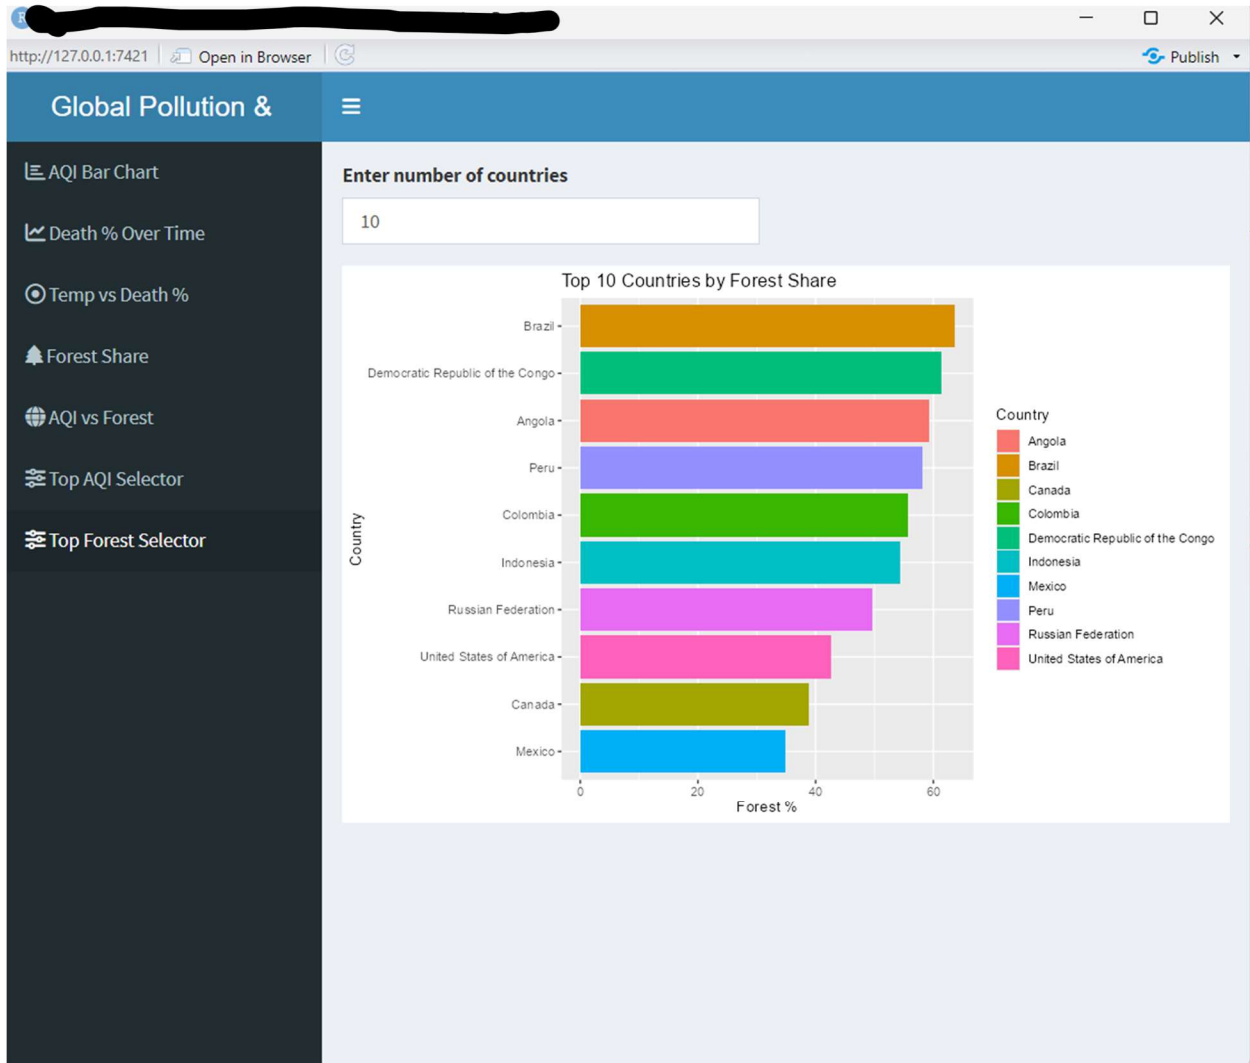 http://127.0.0.1:7421 Open in Browser Publish
Global Pollution &
AQI Bar Chart
Death % Over Time
Temp vs Death %
Forest Share
AQI vs Forest
Top AQI Selector
Top Forest Selector
Enter number of countries
10
Top 10 Countries by Forest Share
Country
Brazil
Democratic Republic of the Congo
Angola
Peru
Colombia
Indonesia
Russian Federation
United States of America
Canada
Mexico
0 20 40 60
Forest %
Country
Angola
Brazil
Canada
Colombia
Democratic Republic of the Congo
Indonesia
Mexico
Peru
Russian Federation
United States of America